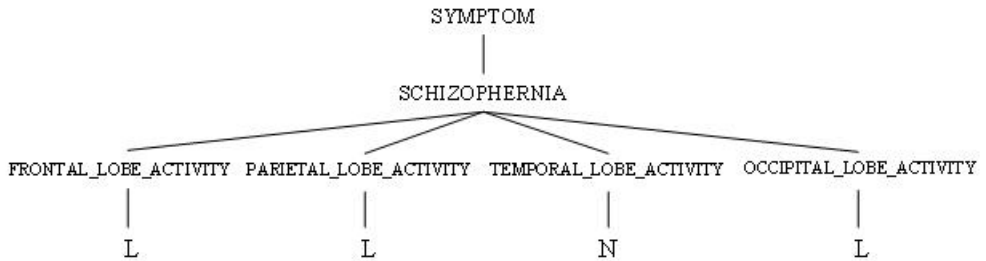 SYMPTOM
SCHIZOPHERNIA
FRONTAL_LOBE_ACTIVITY PARIETAL_LOBE_ACTIVITY TEMPORAL_LOBE_ACTIVITY OCCIPITAL_LOBE_ACTIVITY
L L N L